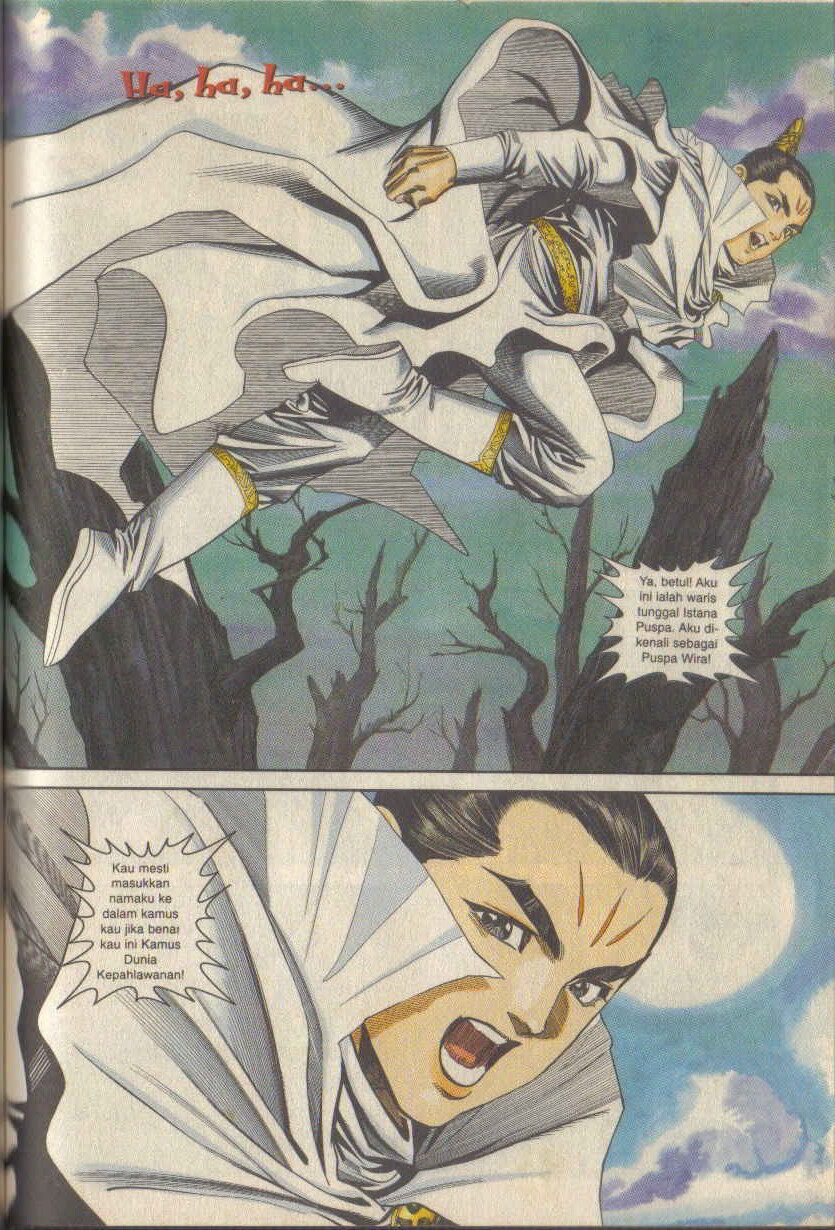 Ha, ha, ha...
Ya, betul! Aku
ini ialah waris
tunggal Istana
Puspa. Aku di-
kenali sebagai
Puspa Wira!
Kau mesti
masukkan
namaku ke
dalam kamus
kau jika benar
kau ini Kamus
Dunia
Kepahlawanan!